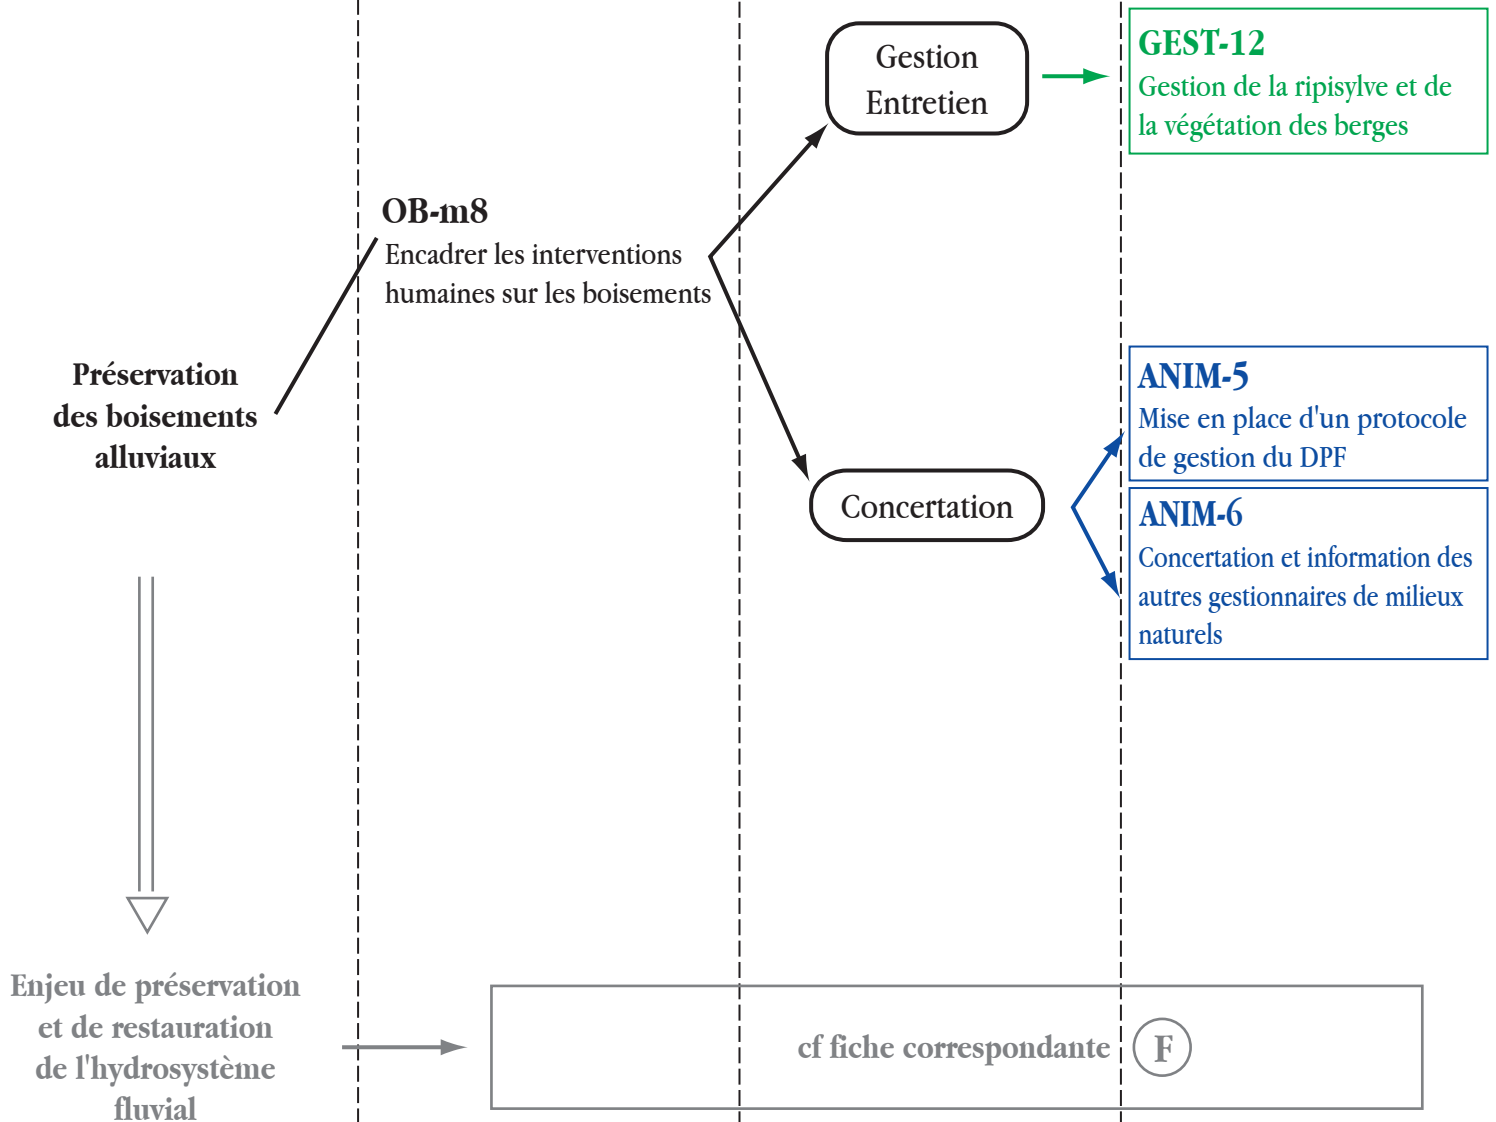 Gestion
Entretien
GEST-12
Gestion de la ripisylve et de
la végétation des berges
OB-m8
Encadrer les interventions
humaines sur les boisements
Préservation
des boisements
alluviaux
ANIM-5
Mise en place d'un protocole
de gestion du DPF
Concertation
ANIM-6
Concertation et information des
autres gestionnaires de milieux
naturels
Enjeu de préservation
et de restauration
de l'hydrosystème
fluvial
cf fiche correspondante F